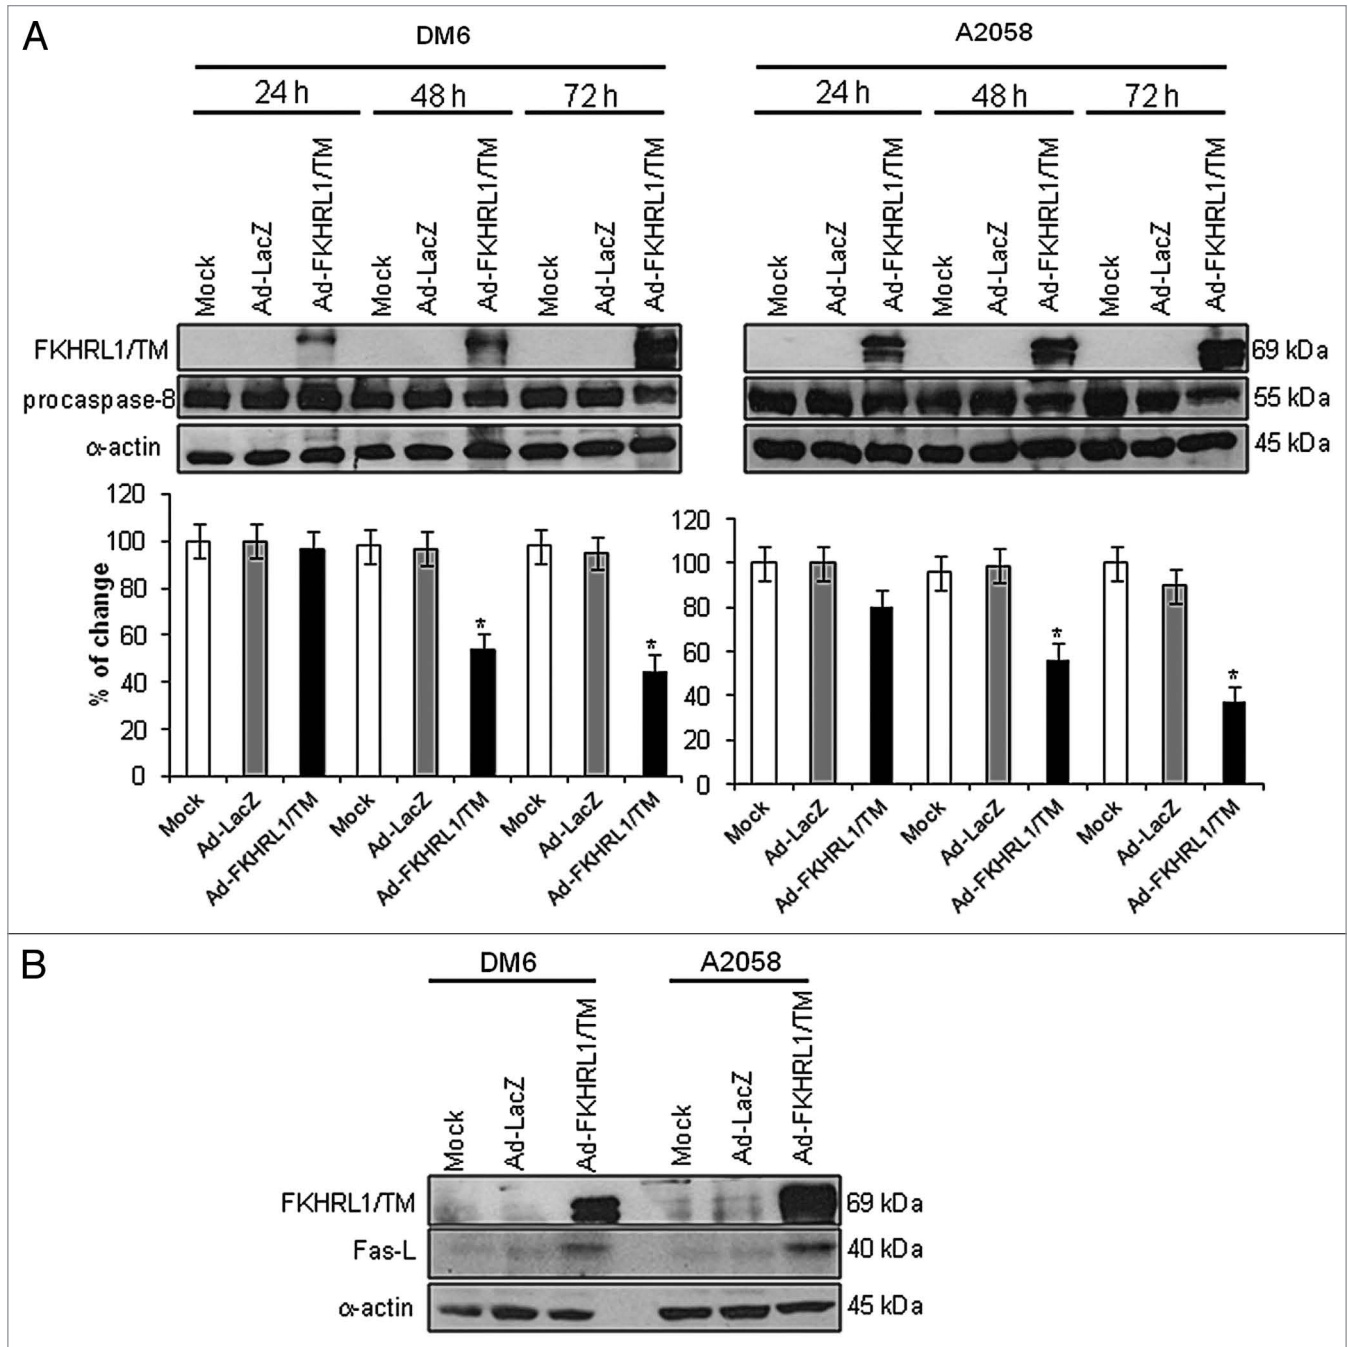 A
DM6
A2058
24 h 48 h 72 h
24 h 48 h 72 h
Mock Ad-LacZ Ad-FKHRL1/TM Mock Ad-LacZ Ad-FKHRL1/TM Mock Ad-LacZ Ad-FKHRL1/TM
Mock Ad-LacZ Ad-FKHRL1/TM Mock Ad-LacZ Ad-FKHRL1/TM Mock Ad-LacZ Ad-FKHRL1/TM
FKHRL1/TM 69 kDa
procaspase-8 55 kDa
α-actin 45 kDa
% of change
120
100
80
60
40
20
0
* *
Mock Ad-LacZ Ad-FKHRL1/TM Mock Ad-LacZ Ad-FKHRL1/TM Mock Ad-LacZ Ad-FKHRL1/TM
120
100
80
60
40
20
0
* *
Mock Ad-LacZ Ad-FKHRL1/TM Mock Ad-LacZ Ad-FKHRL1/TM Mock Ad-LacZ Ad-FKHRL1/TM
B
DM6 A2058
Mock Ad-LacZ Ad-FKHRL1/TM Mock Ad-LacZ Ad-FKHRL1/TM
FKHRL1/TM 69 kDa
Fas-L 40 kDa
α-actin 45 kDa